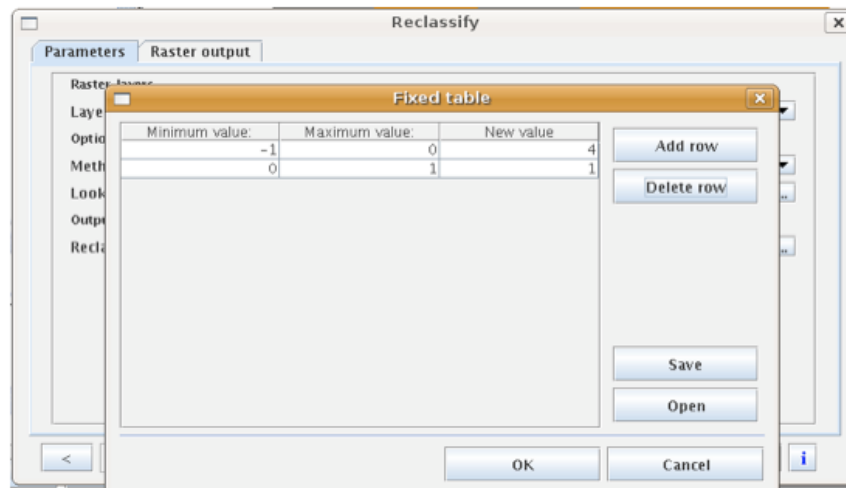 Reclassify
Parameters Raster output
Fixed table
Minimum value: Maximum value: New value
-1 0 4
0 1 1
Add row
Delete row
Save
Open
OK Cancel
< i